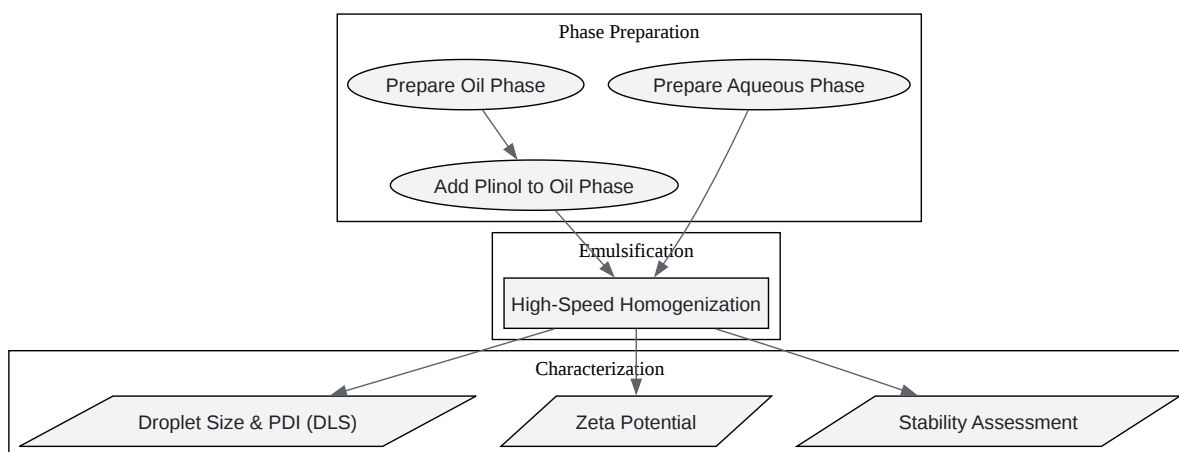 Phase Preparation
Prepare Oil Phase
Prepare Aqueous Phase
Add Plinol to Oil Phase
Emulsification
High-Speed Homogenization
Characterization
Droplet Size & PDI (DLS)
Zeta Potential
Stability Assessment